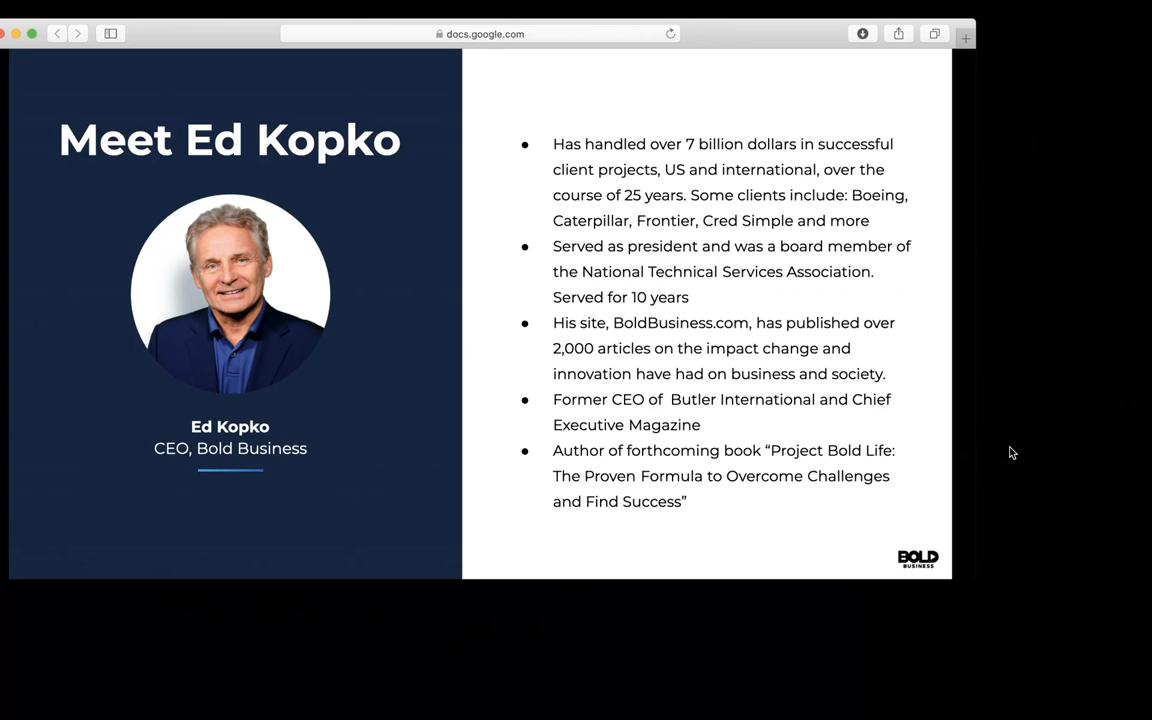 docs.google.com
Meet Ed Kopko
Ed Kopko
CEO, Bold Business
● Has handled over 7 billion dollars in successful
client projects, US and international, over the
course of 25 years. Some clients include: Boeing,
Caterpillar, Frontier, Cred Simple and more
● Served as president and was a board member of
the National Technical Services Association.
Served for 10 years
● His site, BoldBusiness.com, has published over
2,000 articles on the impact change and
innovation have had on business and society.
● Former CEO of  Butler International and Chief
Executive Magazine
● Author of forthcoming book “Project Bold Life:
The Proven Formula to Overcome Challenges
and Find Success”
BOLD
BUSINESS